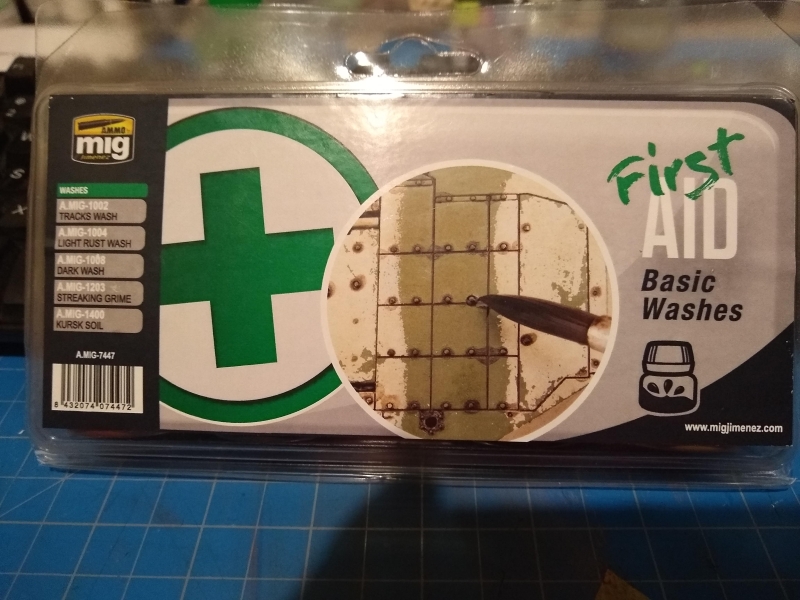 AMMO
mig
jimenez
WASHES
A.MIG-1002
TRACKS WASH
A.MIG-1004
LIGHT RUST WASH
A.MIG-1008
DARK WASH
A.MIG-1203
STREAKING GRIME
A.MIG-1400
KURSK SOIL
A.MIG-7447
8 432074 074472
First
AID
Basic
Washes
www.migjimenez.com